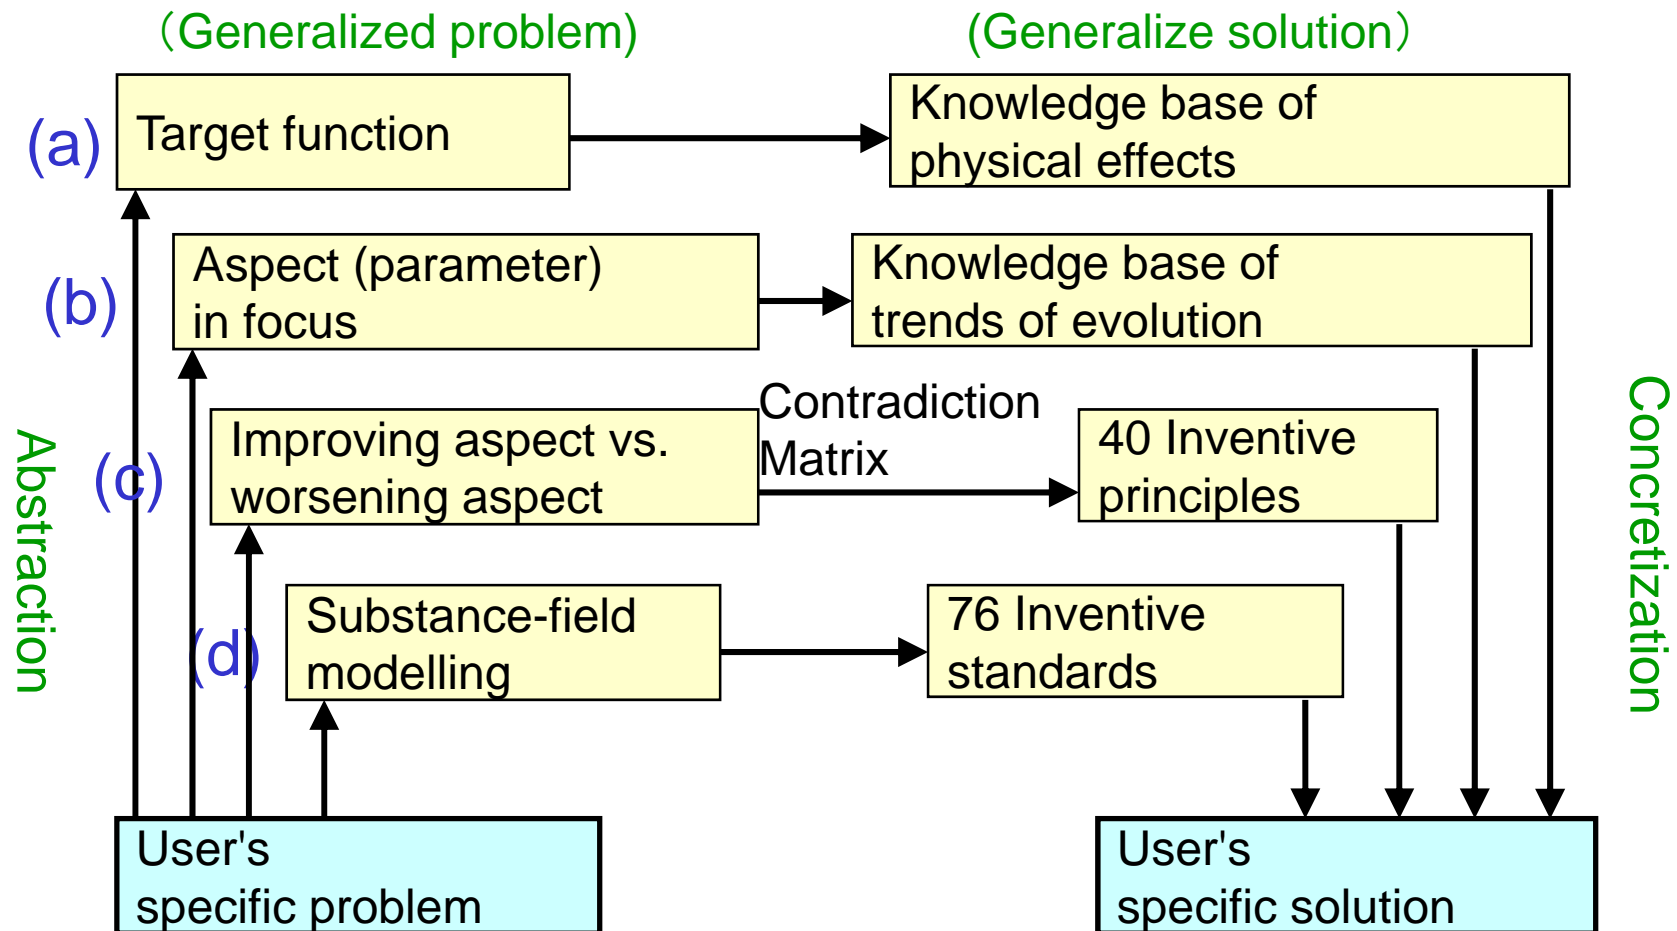 （Generalized problem)
(Generalize solution）
(a)
Target function
Knowledge base of
physical effects
(b)
Aspect (parameter)
in focus
Knowledge base of
trends of evolution
(c)
Improving aspect vs.
worsening aspect
Contradiction
Matrix
40 Inventive
principles
(d)
Substance-field
modelling
76 Inventive
standards
Abstraction
Concretization
User's
specific problem
User's
specific solution